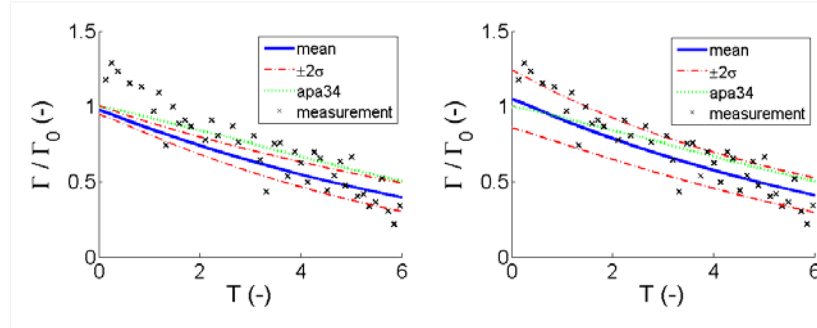 1.5
1
0.5
0
0
2
4
6
Γ / Γ0 (-)
T (-)
mean
±2σ
apa34
measurement
1.5
1
0.5
0
0
2
4
6
Γ / Γ0 (-)
T (-)
mean
±2σ
apa34
measurement